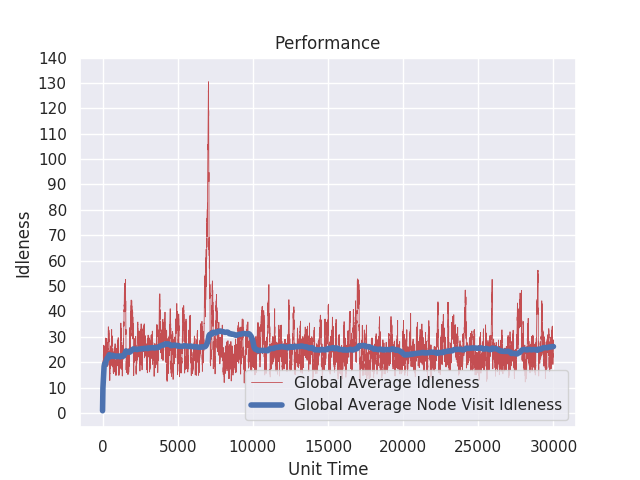 Performance
140
130
120
110
100
90
80
70
60
50
40
30
20
10
0
Idleness
Global Average Idleness
Global Average Node Visit Idleness
0 5000 10000 15000 20000 25000 30000
Unit Time